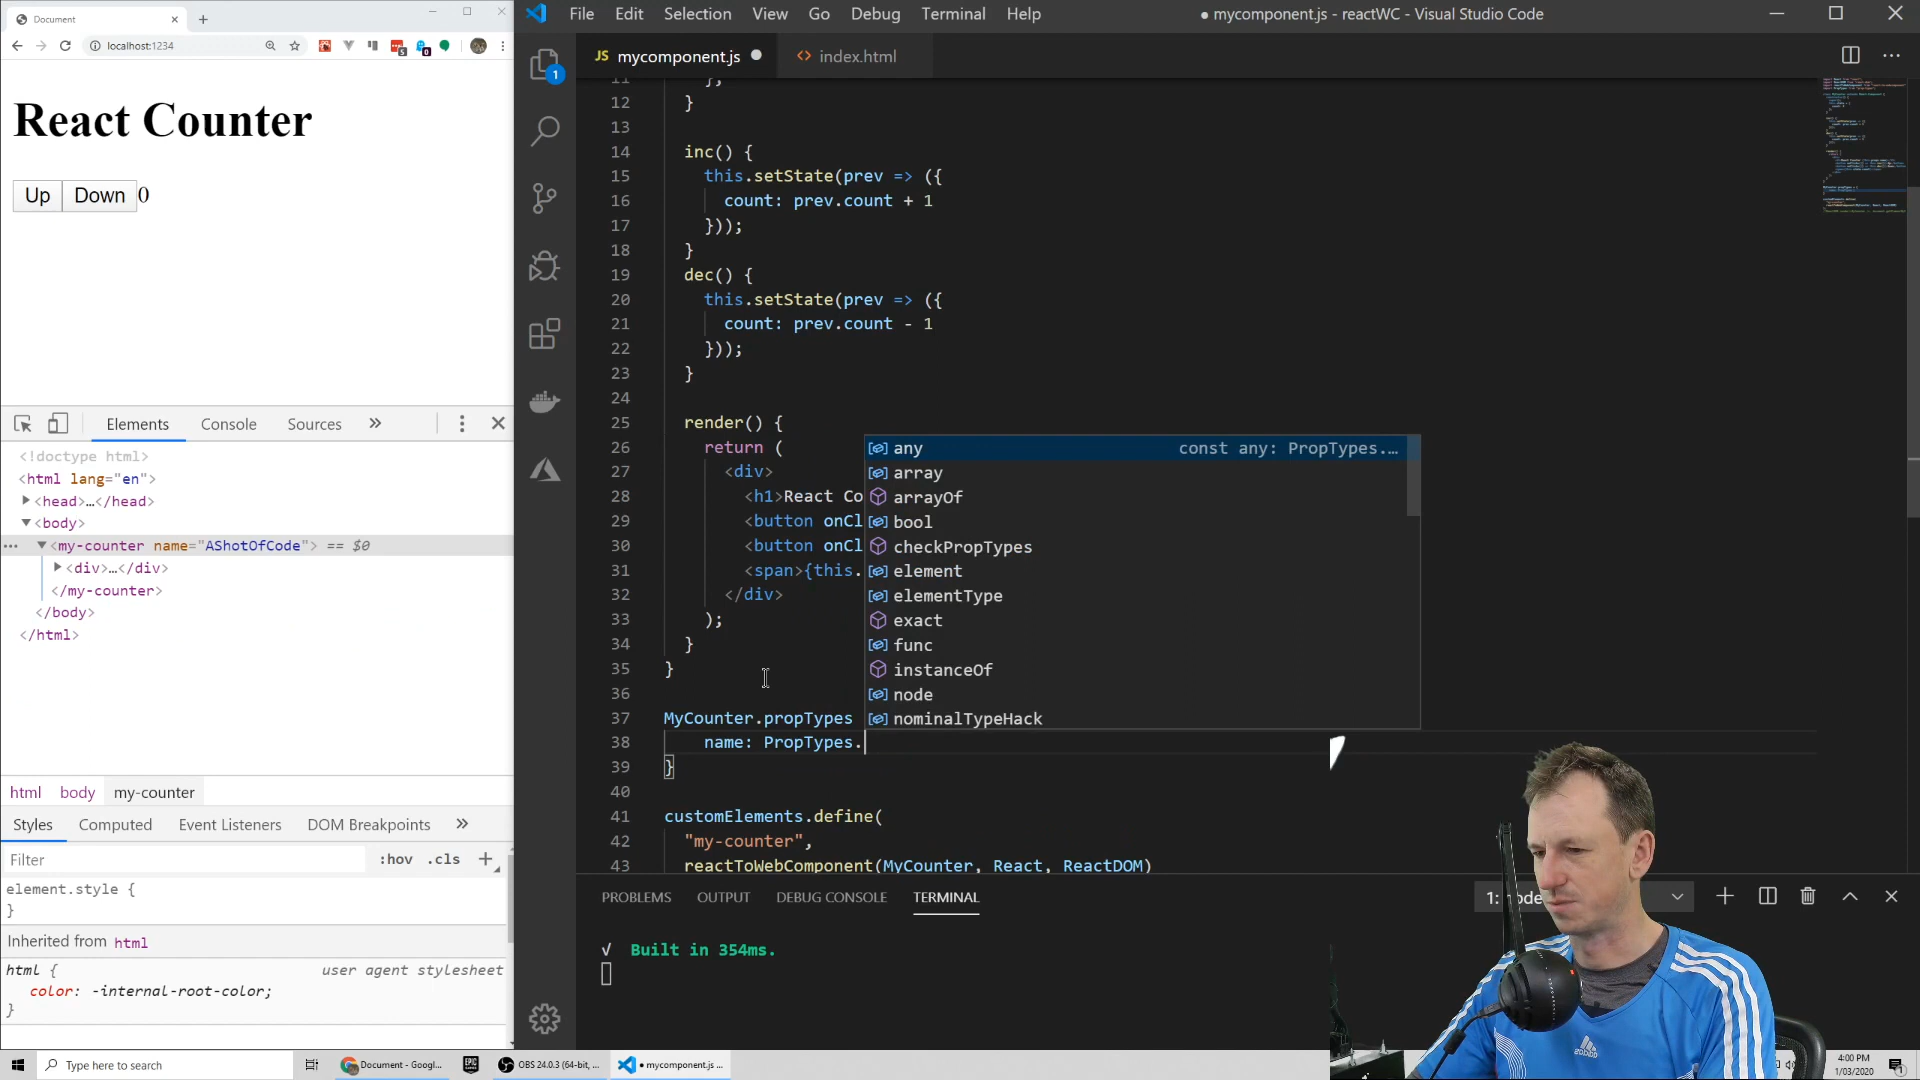 Document
localhost:1234
React Counter
Up Down 0
Elements Console Sources
<!doctype html>
<html lang="en">
<head>…</head>
<body>
<my-counter name="AShotOfCode"> == $0
<div>…</div>
</my-counter>
</body>
</html>
html body my-counter
Styles Computed Event Listeners DOM Breakpoints
Filter :hov .cls
element.style {
}
Inherited from html
html { user agent stylesheet
color: -internal-root-color;
}
File Edit Selection View Go Debug Terminal Help
● mycomponent.js - reactWC - Visual Studio Code
JS mycomponent.js
index.html
1
11 };
12 }
13
14 inc() {
15 this.setState(prev => ({
16 count: prev.count + 1
17 }));
18 }
19 dec() {
20 this.setState(prev => ({
21 count: prev.count - 1
22 }));
23 }
24
25 render() {
26 return (
27 <div>
28 <h1>React Co
29 <button onCl
30 <button onCl
31 <span>{this.
32 </div>
33 );
34 }
35 }
36
37 MyCounter.propTypes
38 name: PropTypes.
39 }
40
41 customElements.define(
42 "my-counter",
43 reactToWebComponent(MyCounter, React, ReactDOM)
any const any: PropTypes.…
array
arrayOf
bool
checkPropTypes
element
elementType
exact
func
instanceOf
node
nominalTypeHack
PROBLEMS OUTPUT DEBUG CONSOLE TERMINAL
1: node
√ Built in 354ms.
Type here to search
Document - Googl...
OBS 24.0.3 (64-bit, ...
● mycomponent.js ...
4:00 PM
1/03/2020